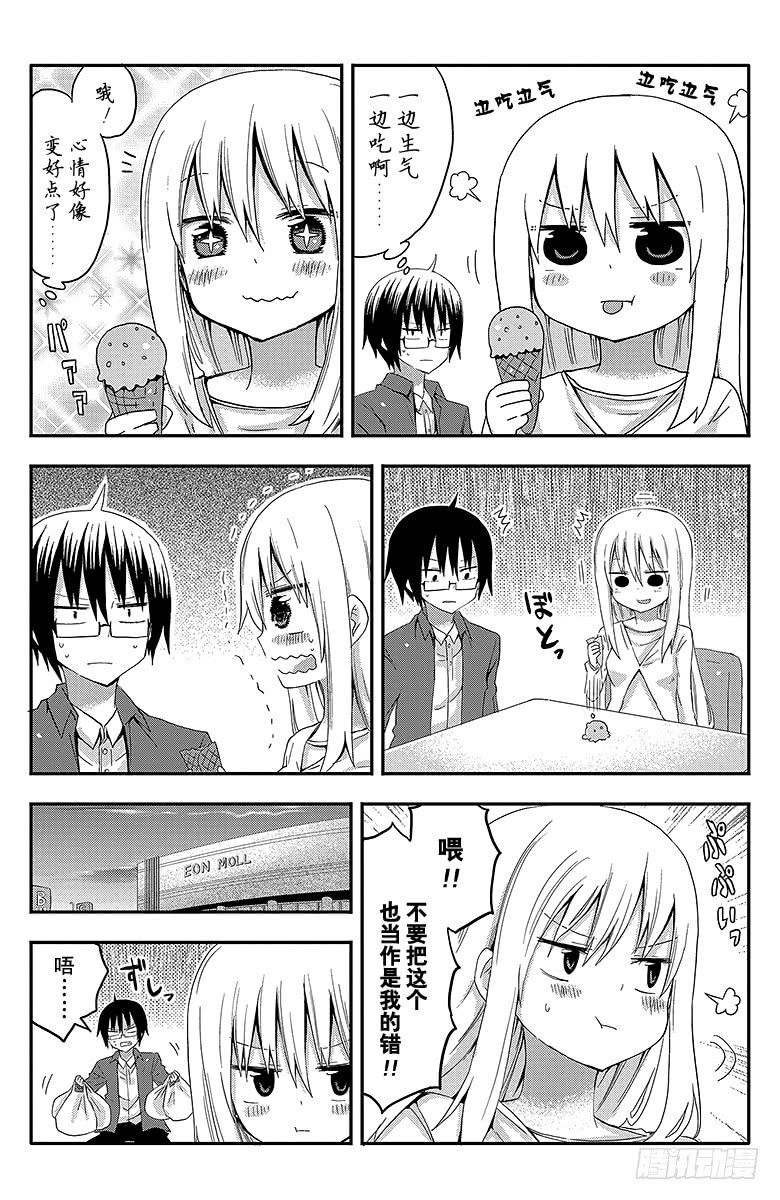 边吃边气
边吃边气
一边生气
一边吃啊……
哦!
心情好像
变好点了……
パアァァ
ぼとっ
ぷいっ
ぷぷ
喂!!
不要把这个
也当作是我的错!!
EON MOLL
B
唔……
ずしっ
腾讯动漫